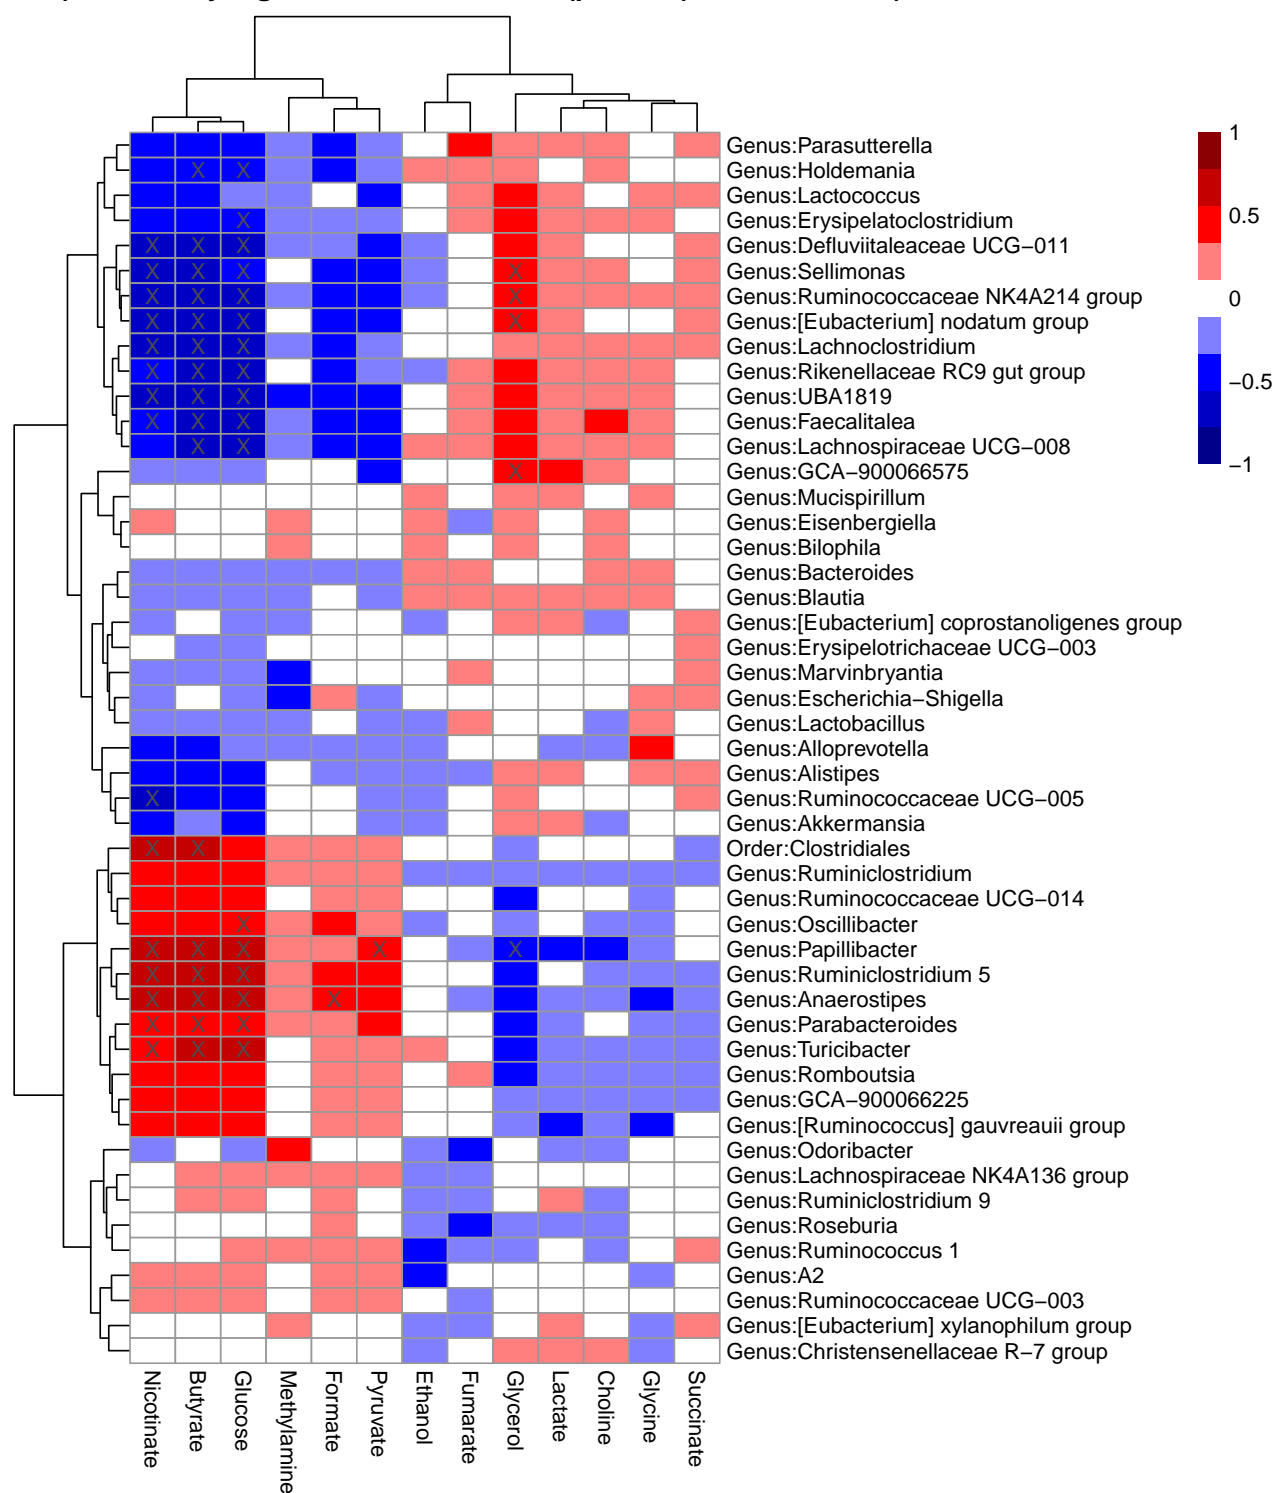 Genus:Parasutterella
Genus:Holdemania
Genus:Lactococcus
Genus:Erysipelatoclostridium
Genus:Defluviitaleaceae UCG−011
Genus:Sellimonas
Genus:Ruminococcaceae NK4A214 group
Genus:[Eubacterium] nodatum group
Genus:Lachnoclostridium
Genus:Rikenellaceae RC9 gut group
Genus:UBA1819
Genus:Faecalitalea
Genus:Lachnospiraceae UCG−008
Genus:GCA−900066575
Genus:Mucispirillum
Genus:Eisenbergiella
Genus:Bilophila
Genus:Bacteroides
Genus:Blautia
Genus:[Eubacterium] coprostanoligenes group
Genus:Erysipelotrichaceae UCG−003
Genus:Marvinbryantia
Genus:Escherichia−Shigella
Genus:Lactobacillus
Genus:Alloprevotella
Genus:Alistipes
Genus:Ruminococcaceae UCG−005
Genus:Akkermansia
Order:Clostridiales
Genus:Ruminiclostridium
Genus:Ruminococcaceae UCG−014
Genus:Oscillibacter
Genus:Papillibacter
Genus:Ruminiclostridium 5
Genus:Anaerostipes
Genus:Parabacteroides
Genus:Turicibacter
Genus:Romboutsia
Genus:GCA−900066225
Genus:[Ruminococcus] gauvreauii group
Genus:Odoribacter
Genus:Lachnospiraceae NK4A136 group
Genus:Ruminiclostridium 9
Genus:Roseburia
Genus:Ruminococcus 1
Genus:A2
Genus:Ruminococcaceae UCG−003
Genus:[Eubacterium] xylanophilum group
Genus:Christensenellaceae R−7 group
Nicotinate
Butyrate
Glucose
Methylamine
Formate
Pyruvate
Ethanol
Fumarate
Glycerol
Lactate
Choline
Glycine
Succinate
1
0.5
0
−0.5
−1
X X
X
X X X
X X X X
X X X X
X X X X
X X X
X X X
X X X
X X X
X X
X
X
X X
X
X X X X X
X X X
X X X X
X X X
X X X